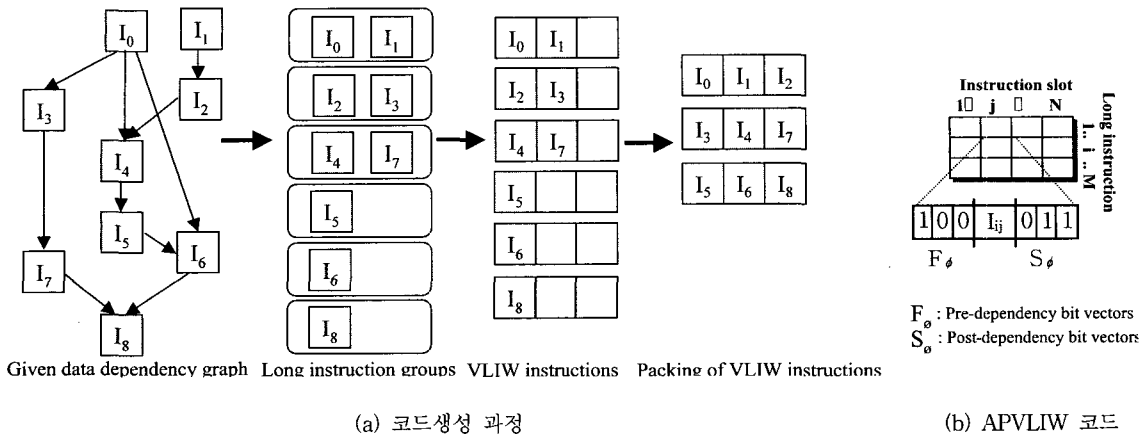 I₀ I₁
I₃ I₂
I₄
I₅ I₆
I₇
I₈
Given data dependency graph
I₀ I₁
I₂ I₃
I₄ I₇
I₅
I₆
I₈
Long instruction groups
I₀ I₁
I₂ I₃
I₄ I₇
I₅
I₆
I₈
VLIW instructions
I₀ I₁ I₂
I₃ I₄ I₇
I₅ I₆ I₈
Packing of VLIW instructions
(a) 코드생성 과정
Instruction slot
1□ j □ N
Long instruction
1.. i .. M
1 0 0 Iᵢⱼ 0 1 1
F𝜙 S𝜙
Fø : Pre-dependency bit vectors
Sø : Post-dependency bit vectors
(b) APVLIW 코드